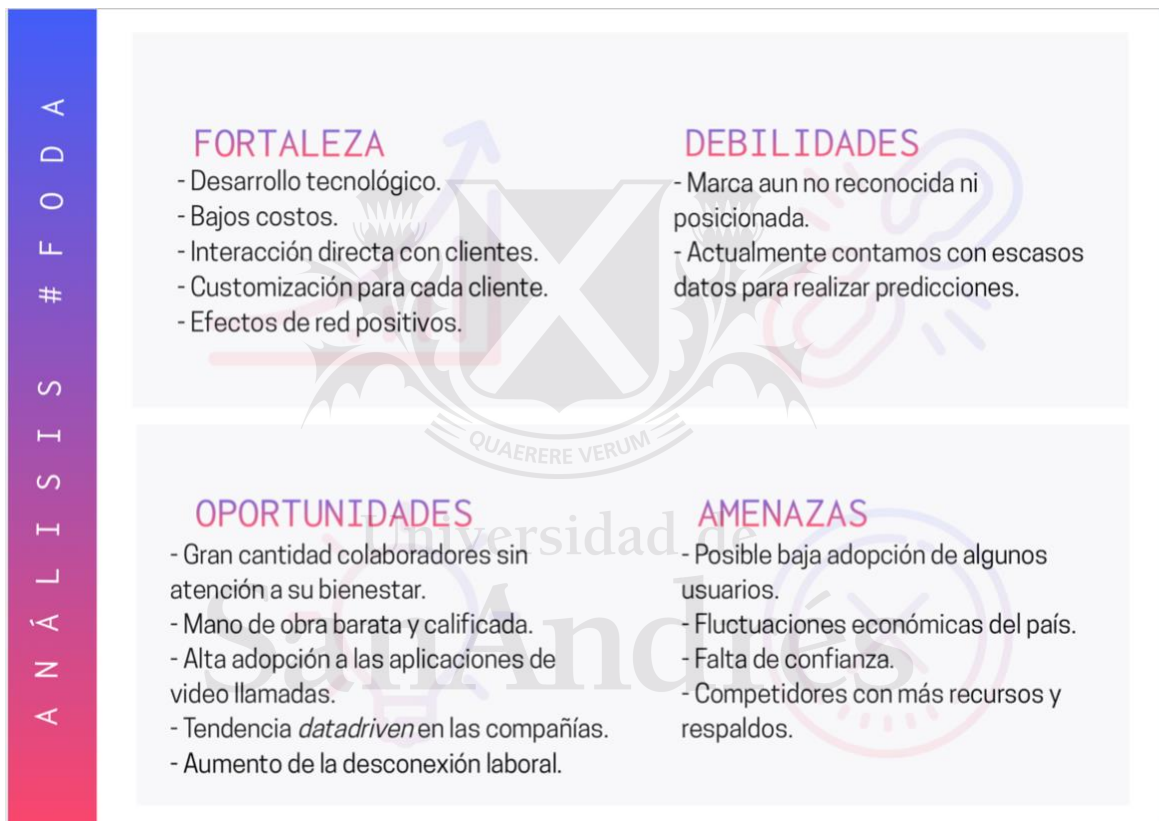 ANÁLISIS #FODA
FORTALEZA
- Desarrollo tecnológico.
- Bajos costos.
- Interacción directa con clientes.
- Customización para cada cliente.
- Efectos de red positivos.
DEBILIDADES
- Marca aun no reconocida ni
posicionada.
- Actualmente contamos con escasos
datos para realizar predicciones.
QUAERERE VERUM
Universidad de
SanAndrés
OPORTUNIDADES
- Gran cantidad colaboradores sin
atención a su bienestar.
- Mano de obra barata y calificada.
- Alta adopción a las aplicaciones de
video llamadas.
- Tendencia datadriven en las compañías.
- Aumento de la desconexión laboral.
AMENAZAS
- Posible baja adopción de algunos
usuarios.
- Fluctuaciones económicas del país.
- Falta de confianza.
- Competidores con más recursos y
respaldos.